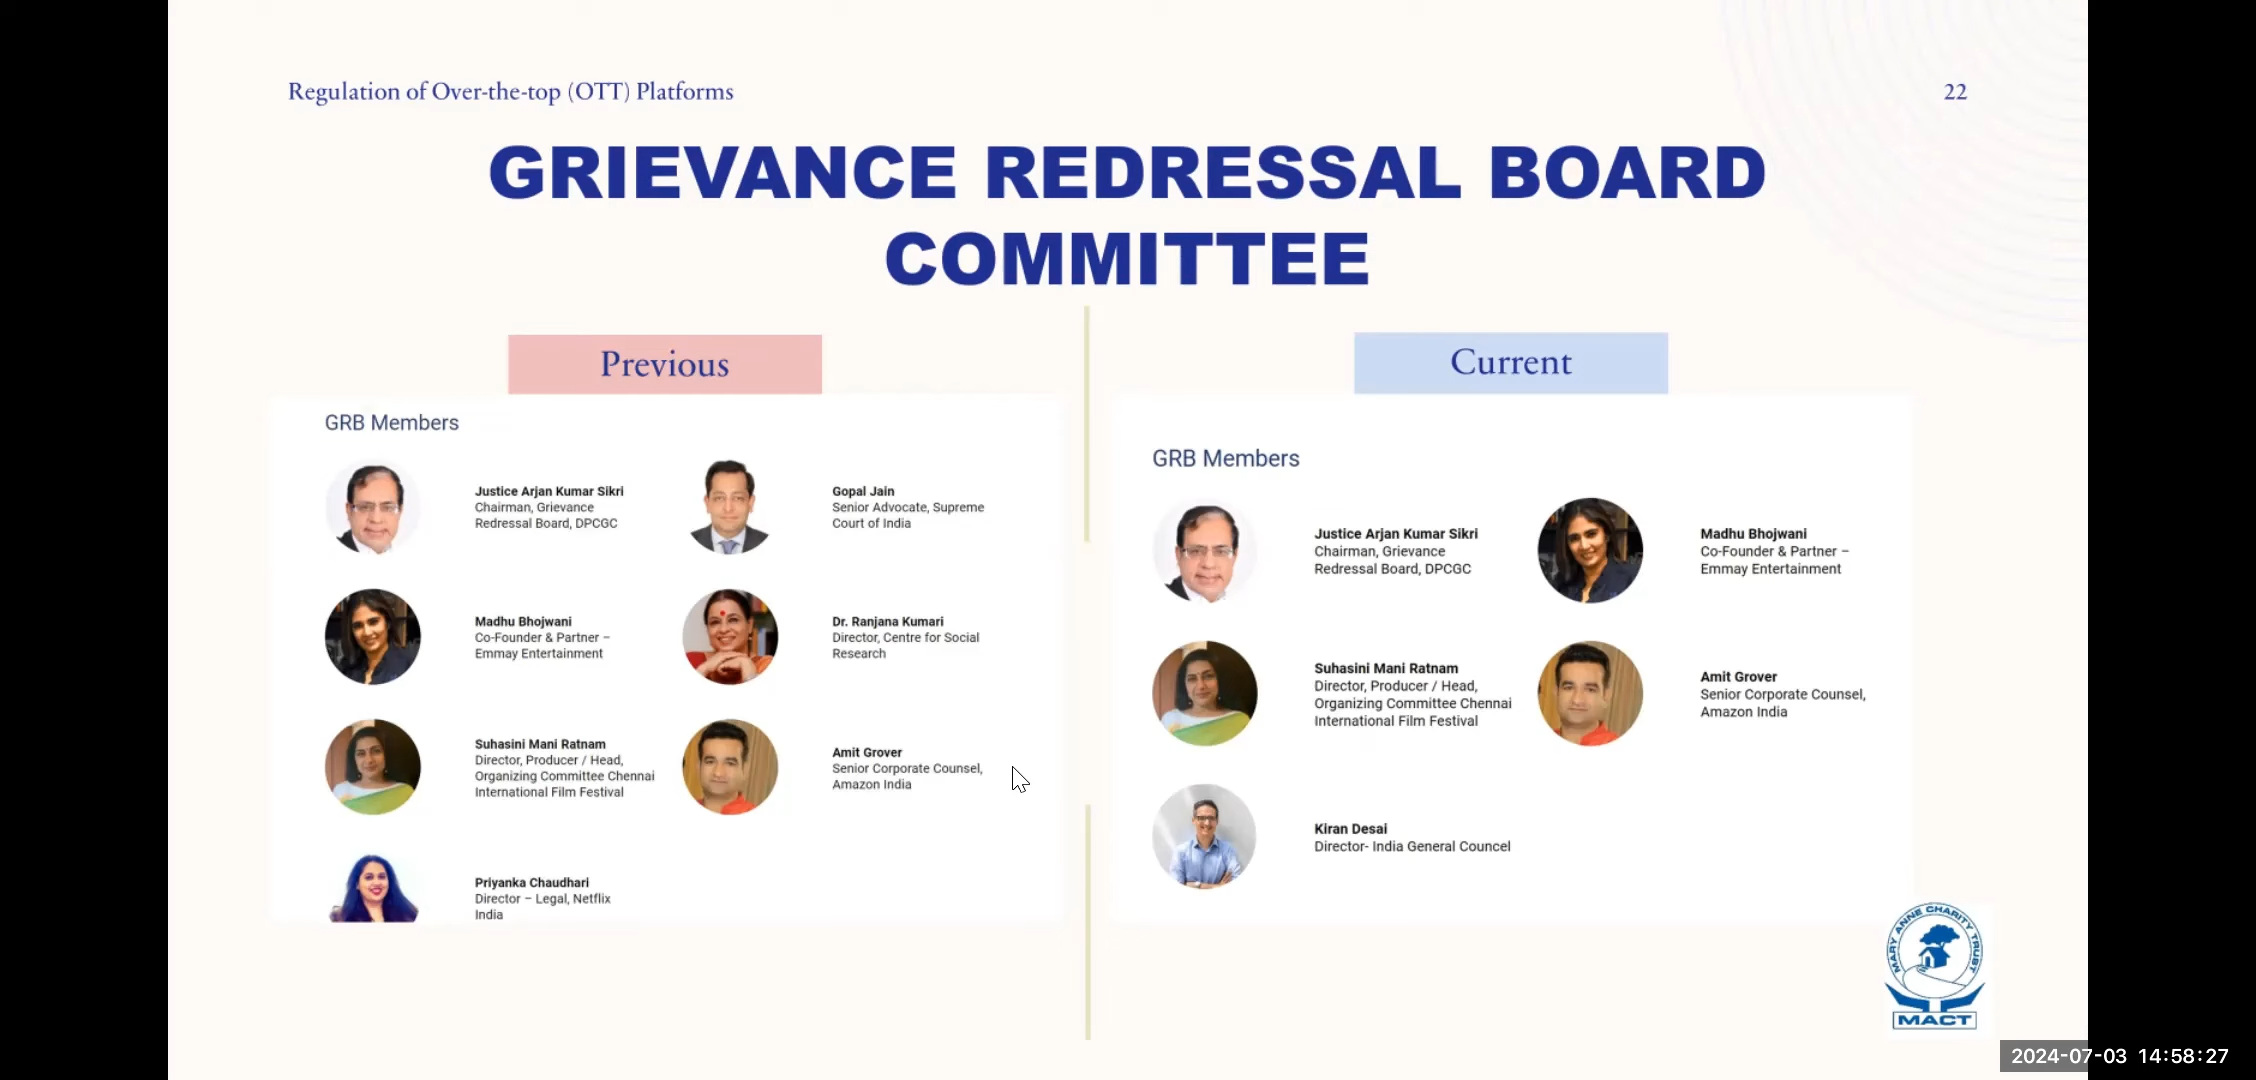 Regulation of Over-the-top (OTT) Platforms
22
GRIEVANCE REDRESSAL BOARD
COMMITTEE
Previous
GRB Members
Justice Arjan Kumar Sikri
Chairman, Grievance
Redressal Board, DPCGC
Gopal Jain
Senior Advocate, Supreme
Court of India
Madhu Bhojwani
Co-Founder & Partner –
Emmay Entertainment
Dr. Ranjana Kumari
Director, Centre for Social
Research
Suhasini Mani Ratnam
Director, Producer / Head,
Organizing Committee Chennai
International Film Festival
Amit Grover
Senior Corporate Counsel,
Amazon India
Priyanka Chaudhari
Director – Legal, Netflix
India
Current
GRB Members
Justice Arjan Kumar Sikri
Chairman, Grievance
Redressal Board, DPCGC
Madhu Bhojwani
Co-Founder & Partner –
Emmay Entertainment
Suhasini Mani Ratnam
Director, Producer / Head,
Organizing Committee Chennai
International Film Festival
Amit Grover
Senior Corporate Counsel,
Amazon India
Kiran Desai
Director- India General Councel
MARY ANNE CHARITY TRUST
MACT
2024-07-03 14:58:27